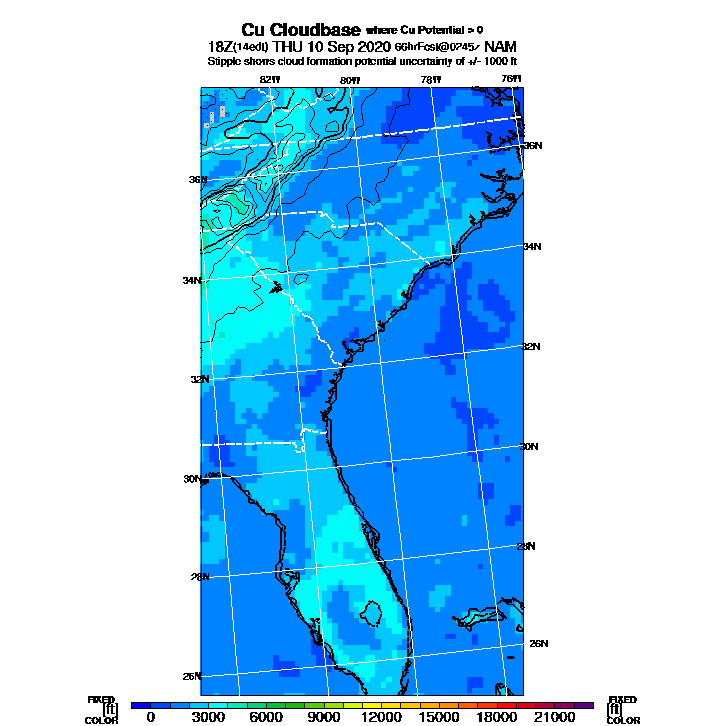 Cu Cloudbase where Cu Potential > 0
18Z(14edt) THU 10 Sep 2020 66hrFcst@0245z NAM
Stipple shows cloud formation potential uncertainty of +/- 1000 ft
82W 80W 78W 76W
36N
36N
34N
34N
32N
32N
30N
30N
28N
28N
26N
26N
FIXED FIXED
[ft] [ft]
COLOR COLOR
0 3000 6000 9000 12000 15000 18000 21000